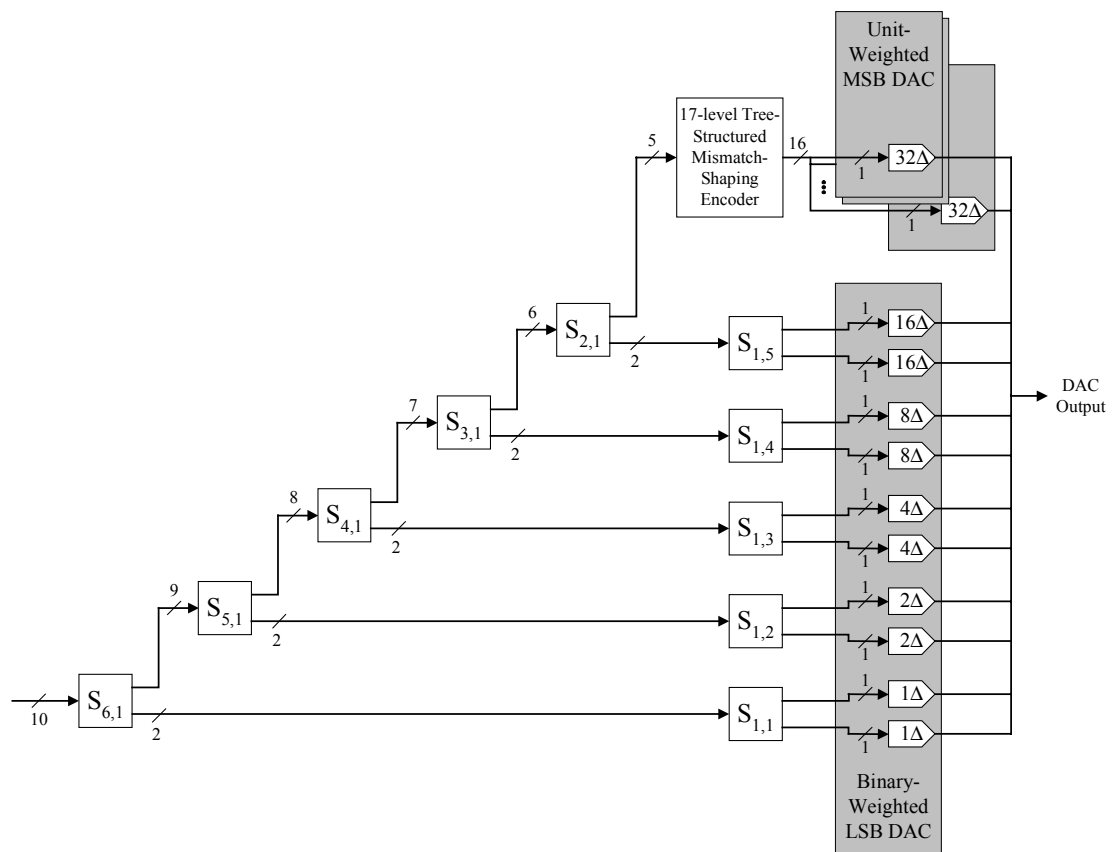 Unit-
Weighted
MSB DAC
17-level Tree-
Structured
Mismatch-
Shaping
Encoder
5
16
1
32Δ
1
32Δ
6
S2,1
2
S1,5
1
16Δ
1
16Δ
7
S3,1
2
S1,4
1
8Δ
1
8Δ
DAC
Output
8
S4,1
2
S1,3
1
4Δ
1
4Δ
9
S5,1
2
S1,2
1
2Δ
1
2Δ
10
S6,1
2
S1,1
1
1Δ
1
1Δ
Binary-
Weighted
LSB DAC